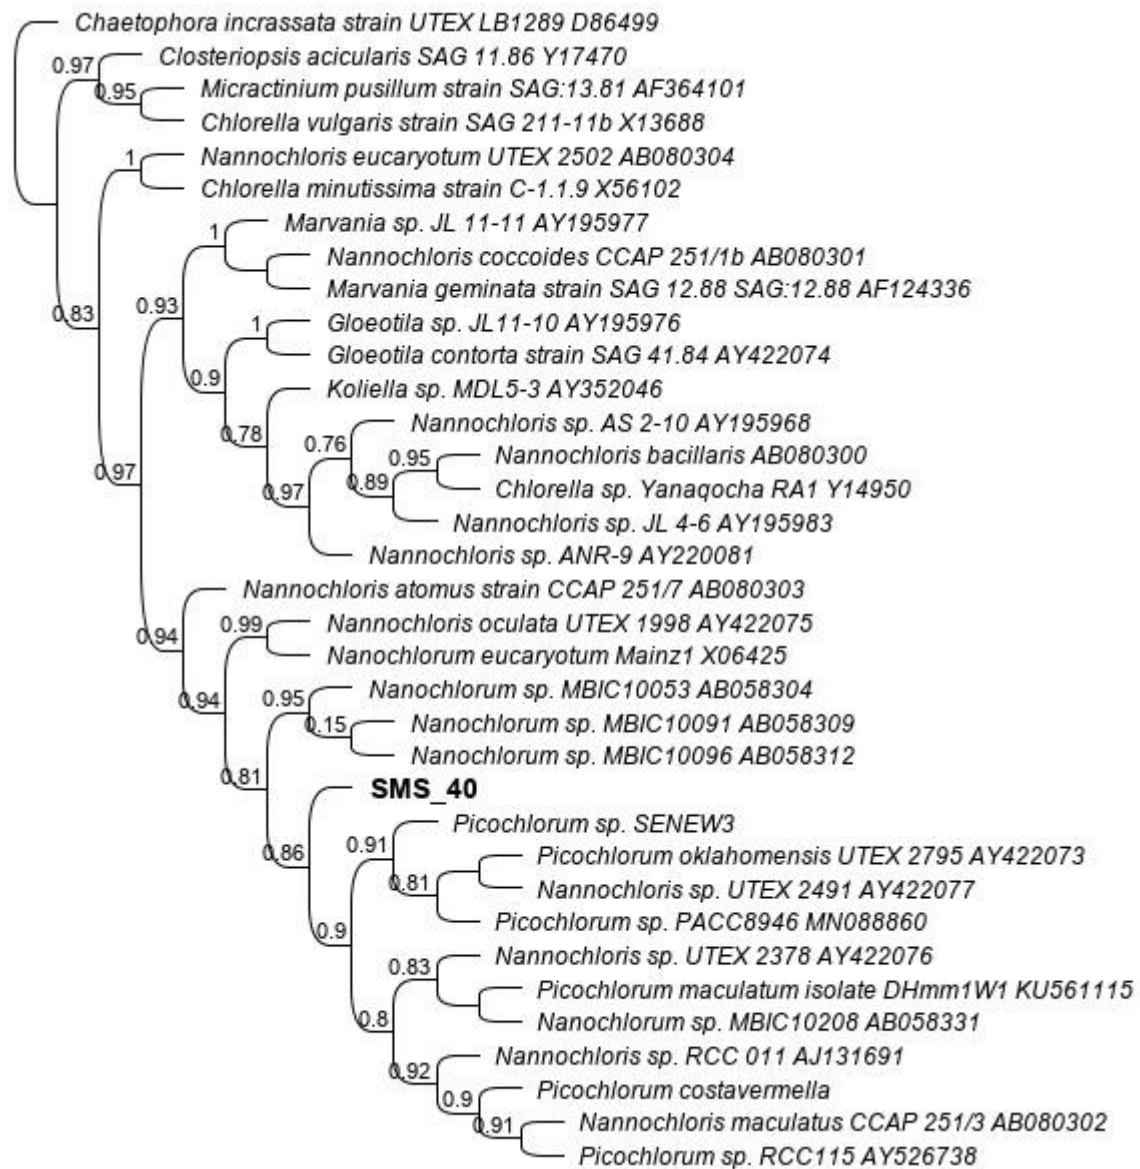 Chaetophora incrassata strain UTEX LB1289 D86499
Closteriopsis acicularis SAG 11.86 Y17470
0.97
Micractinium pusillum strain SAG:13.81 AF364101
0.95
Chlorella vulgaris strain SAG 211-11b X13688
Nannochloris eucaryotum UTEX 2502 AB080304
1
Chlorella minutissima strain C-1.1.9 X56102
Marvania sp. JL 11-11 AY195977
1
Nannochloris coccoides CCAP 251/1b AB080301
Marvania geminata strain SAG 12.88 SAG:12.88 AF124336
0.93
0.83
Gloeotila sp. JL11-10 AY195976
1
Gloeotila contorta strain SAG 41.84 AY422074
0.9
Koliella sp. MDL5-3 AY352046
Nannochloris sp. AS 2-10 AY195968
0.78
0.76
Nannochloris bacillaris AB080300
0.95
0.97
0.89
Chlorella sp. Yanaqocha RA1 Y14950
0.97
Nannochloris sp. JL 4-6 AY195983
Nannochloris sp. ANR-9 AY220081
Nannochloris atomus strain CCAP 251/7 AB080303
Nannochloris oculata UTEX 1998 AY422075
0.99
0.94
Nanochlorum eucaryotum Mainz1 X06425
Nanochlorum sp. MBIC10053 AB058304
0.94
0.95
Nanochlorum sp. MBIC10091 AB058309
0.15
Nanochlorum sp. MBIC10096 AB058312
0.81
SMS_40
Picochlorum sp. SENEW3
0.86
0.91
Picochlorum oklahomensis UTEX 2795 AY422073
0.81
Nannochloris sp. UTEX 2491 AY422077
Picochlorum sp. PACC8946 MN088860
0.9
Nannochloris sp. UTEX 2378 AY422076
0.83
Picochlorum maculatum isolate DHmm1W1 KU561115
0.8
Nanochlorum sp. MBIC10208 AB058331
Nannochloris sp. RCC 011 AJ131691
0.92
Picochlorum costavermella
0.9
Nannochloris maculatus CCAP 251/3 AB080302
0.91
Picochlorum sp. RCC115 AY526738